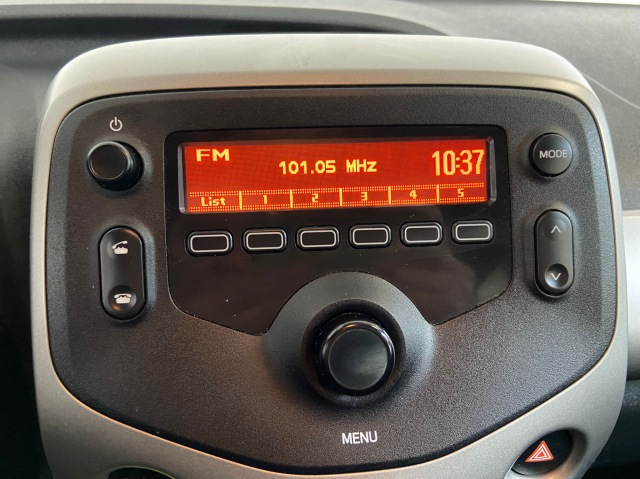 FM 101.05 MHz 10:37
List 1 2 3 4 5
MODE
MENU